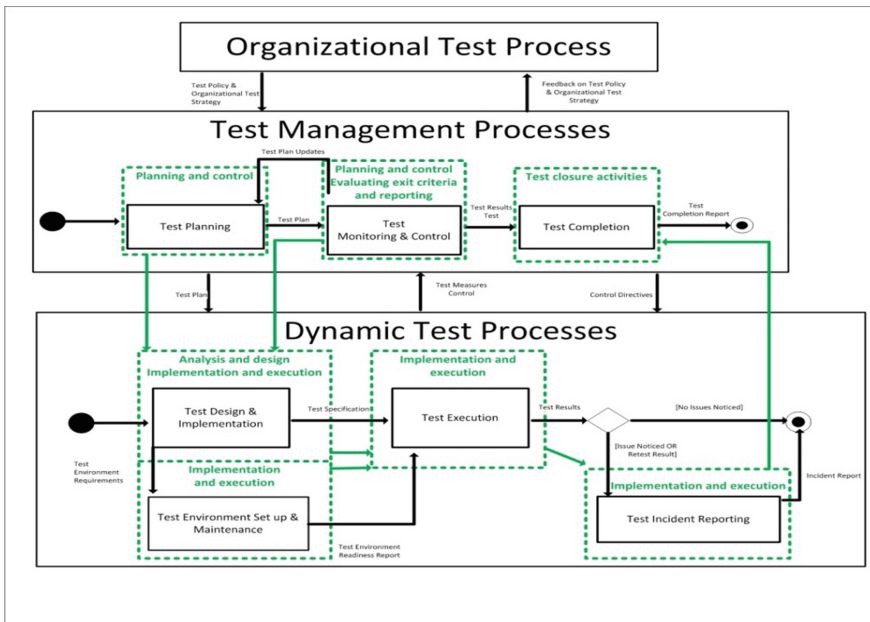 Organizational Test Process
Test Policy &
Organizational Test
Strategy
Feedback on Test Policy
& Organizational Test
Strategy
Test Management Processes
Test Plan Updates
Planning and control
Planning and control
Evaluating exit criteria
and reporting
Test closure activities
Test Planning
Test Plan
Test
Monitoring & Control
Test Results
Test
Test Completion
Test
Completion Report
Test Plan
Test Measures
Control
Control Directives
Dynamic Test Processes
Analysis and design
Implementation and execution
Implementation and
execution
Test Design &
Implementation
Test Specification
Test Execution
Test Results
[No Issues Noticed]
[Issue Noticed OR
Retest Result]
Test
Environment
Requirements
Implementation
and execution
Implementation and execution
Incident Report
Test Environment Set up &
Maintenance
Test Incident Reporting
Test Environment
Readiness Report